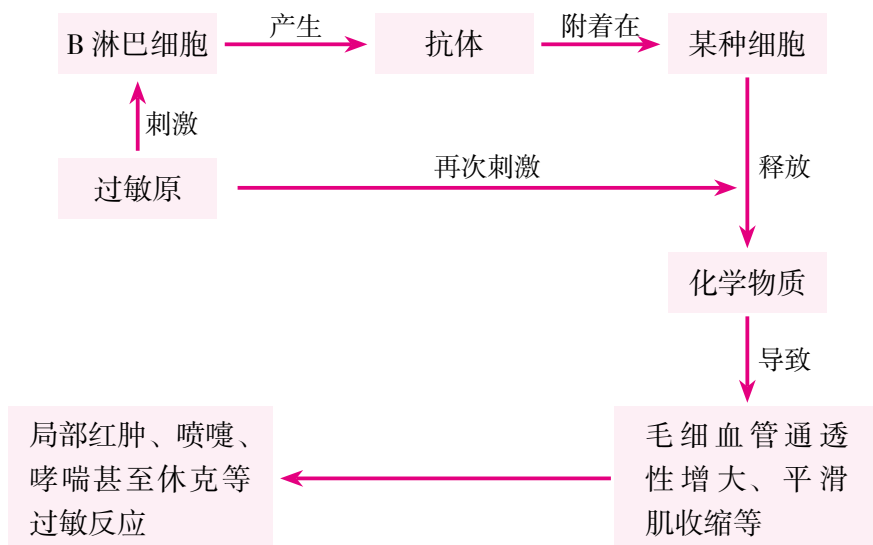 B 淋巴细胞
产生
抗体
附着在
某种细胞
刺激
过敏原
再次刺激
释放
化学物质
导致
毛细血管通透
性增大、平滑
肌收缩等
局部红肿、喷嚏、
哮喘甚至休克等
过敏反应